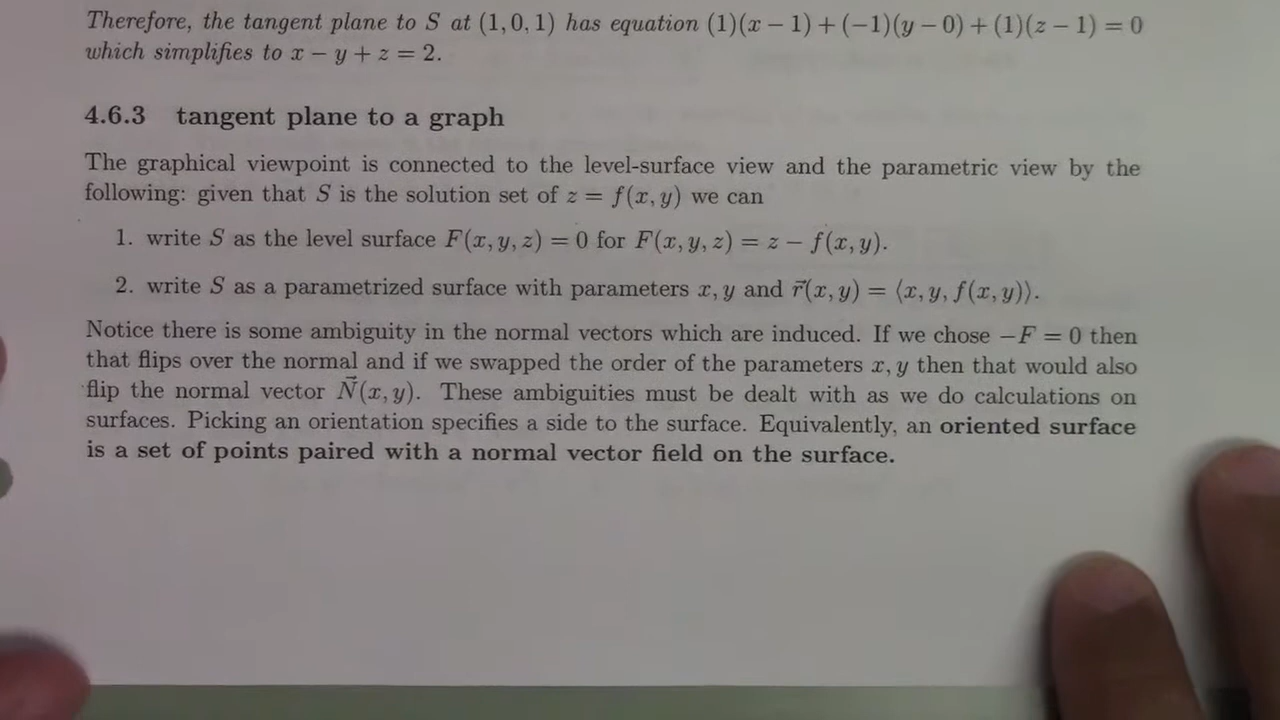 Therefore, the tangent plane to S at (1, 0, 1) has equation (1)(x − 1) + (−1)(y − 0) + (1)(z − 1) = 0
which simplifies to x − y + z = 2.
4.6.3 tangent plane to a graph
The graphical viewpoint is connected to the level-surface view and the parametric view by the
following: given that S is the solution set of z = f(x, y) we can
1. write S as the level surface F(x, y, z) = 0 for F(x, y, z) = z − f(x, y).
2. write S as a parametrized surface with parameters x, y and r⃗(x, y) = ⟨x, y, f(x, y)⟩.
Notice there is some ambiguity in the normal vectors which are induced. If we chose −F = 0 then
that flips over the normal and if we swapped the order of the parameters x, y then that would also
flip the normal vector N⃗(x, y). These ambiguities must be dealt with as we do calculations on
surfaces. Picking an orientation specifies a side to the surface. Equivalently, an oriented surface
is a set of points paired with a normal vector field on the surface.